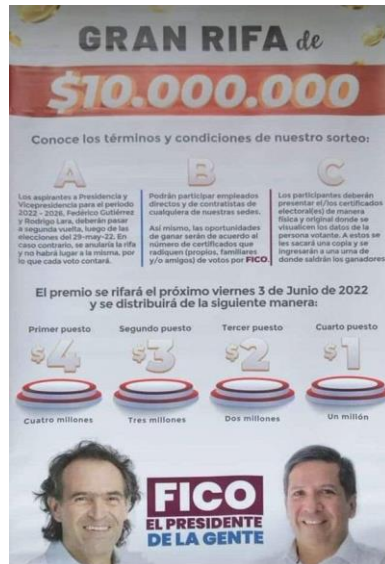 GRAN RIFA de
$10.000.000
Conoce los términos y condiciones de nuestro sorteo:
A
Los aspirantes a Presidencia y
Vicepresidencia para el periodo
2022 - 2026, Federico Gutiérrez
y Rodrigo Lara, deberán pasar
a segunda vuelta, luego de las
elecciones del 29-may-22. En
caso contrario, se anularía la rifa
y no habrá lugar a la misma, por
lo que cada voto contará.
B
Podrán participar empleados
directos y de contratistas de
cualquiera de nuestras sedes.
Así mismo, las oportunidades
de ganar serán de acuerdo al
número de certificados que
radiquen (propios, familiares
y/o amigos) de votos por FICO.
C
Los participantes deberán
presentar el/los certificados
electoral(es) de manera
física y original donde se
visualicen los datos de la
persona votante. A estos se
les sacará una copia y se
ingresarán a una urna de
donde saldrán los ganadores
El premio se rifará el próximo viernes 3 de Junio de 2022
y se distribuirá de la siguiente manera:
Primer puesto
$4
Cuatro millones
Segundo puesto
$3
Tres millones
Tercer puesto
$2
Dos millones
Cuarto puesto
$1
Un millón
FICO
EL PRESIDENTE
DE LA GENTE